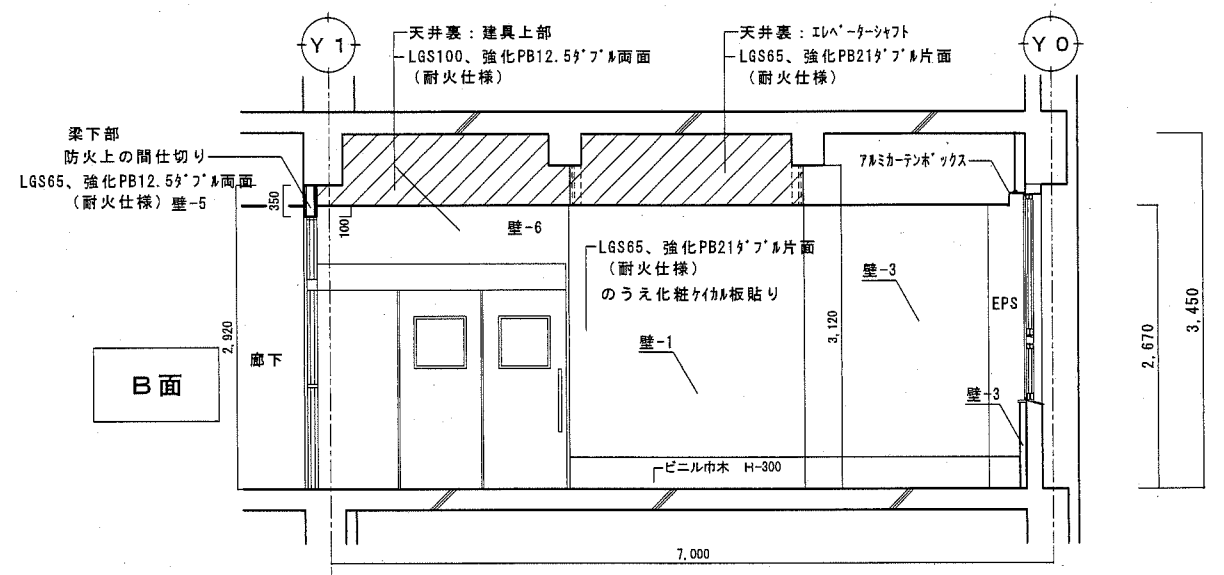 Y 1
天井裏：建具上部
LGS100、強化PB12.5ﾀﾞﾌﾞﾙ両面
（耐火仕様）
天井裏：ｴﾚﾍﾞｰﾀｰｼｬﾌﾄ
LGS65、強化PB21ﾀﾞﾌﾞﾙ片面
（耐火仕様）
Y 0
梁下部
防火上の間仕切り
LGS65、強化PB12.5ﾀﾞﾌﾞﾙ両面
（耐火仕様）壁-5
350
100
アルミカーテンボックス
壁-6
LGS65、強化PB21ﾀﾞﾌﾞﾙ片面
（耐火仕様）
のうえ化粧ｹｲｶﾙ板貼り
壁-3
EPS
2,920
廊下
3,120
2,670
3,450
B面
壁-1
壁-3
ビニル巾木 H-300
7,000